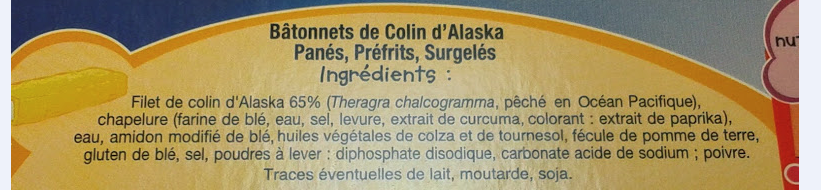 Bâtonnets de Colin d'Alaska
Panés, Préfrits, Surgelés
Ingrédients :
Filet de colin d'Alaska 65% (Theragra chalcogramma, pêché en Océan Pacifique),
chapelure (farine de blé, eau, sel, levure, extrait de curcuma, colorant : extrait de paprika),
eau, amidon modifié de blé, huiles végétales de colza et de tournesol, fécule de pomme de terre,
gluten de blé, sel, poudres à lever : diphosphate disodique, carbonate acide de sodium ; poivre.
Traces éventuelles de lait, moutarde, soja.